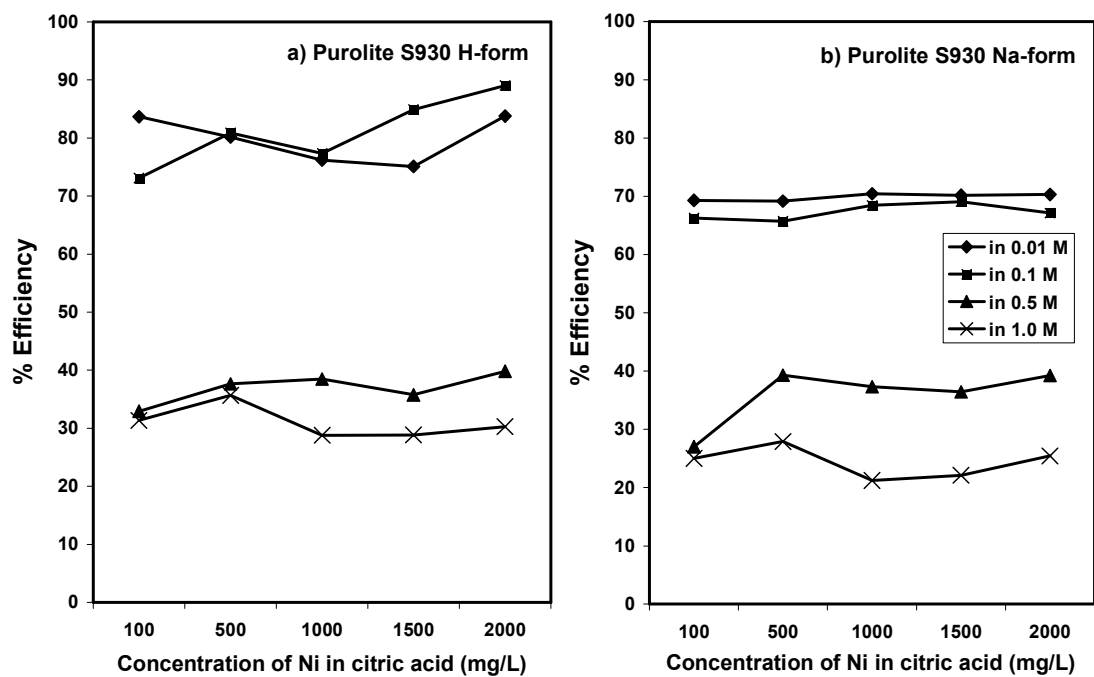 a) Purolite S930 H-form
100
90
80
70
60
50
40
30
20
10
0
% Efficiency
100 500 1000 1500 2000
Concentration of Ni in citric acid (mg/L)
b) Purolite S930 Na-form
100
90
80
70
60
50
40
30
20
10
0
% Efficiency
in 0.01 M
in 0.1 M
in 0.5 M
in 1.0 M
100 500 1000 1500 2000
Concentration of Ni in citric acid (mg/L)